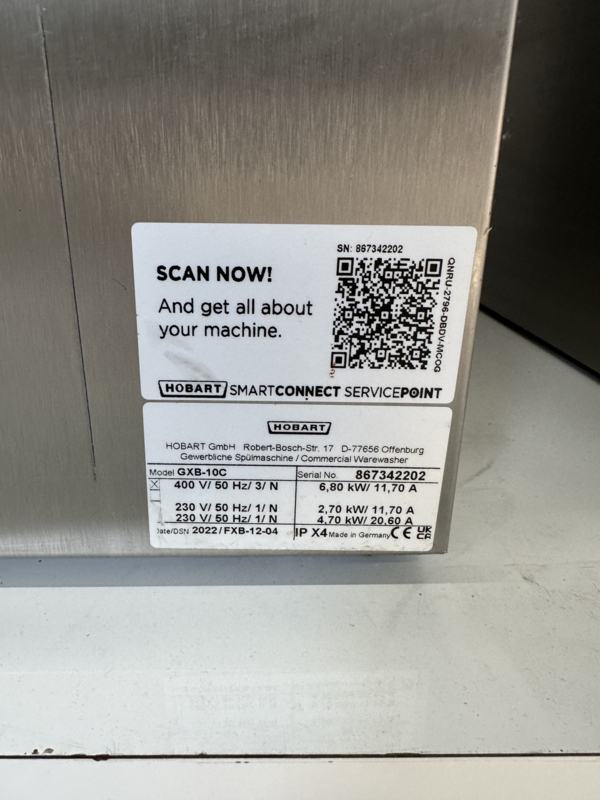 SN: 867342202
SCAN NOW!
And get all about
your machine.
QNRU-2796-DBDV-MCOG
HOBART SMARTCONNECT SERVICEPOINT
HOBART
HOBART GmbH Robert-Bosch-Str. 17 D-77656 Offenburg
Gewerbliche Spülmaschine / Commercial Warewasher
Model GXB-10C Serial No. 867342202
400 V/ 50 Hz/ 3/ N 6,80 kW/ 11,70 A
230 V/ 50 Hz/ 1/ N 2,70 kW/ 11,70 A
230 V/ 50 Hz/ 1/ N 4,70 kW/ 20,60 A
Date/DSN 2022/FXB-12-04 IP X4 Made in Germany CE UK CA